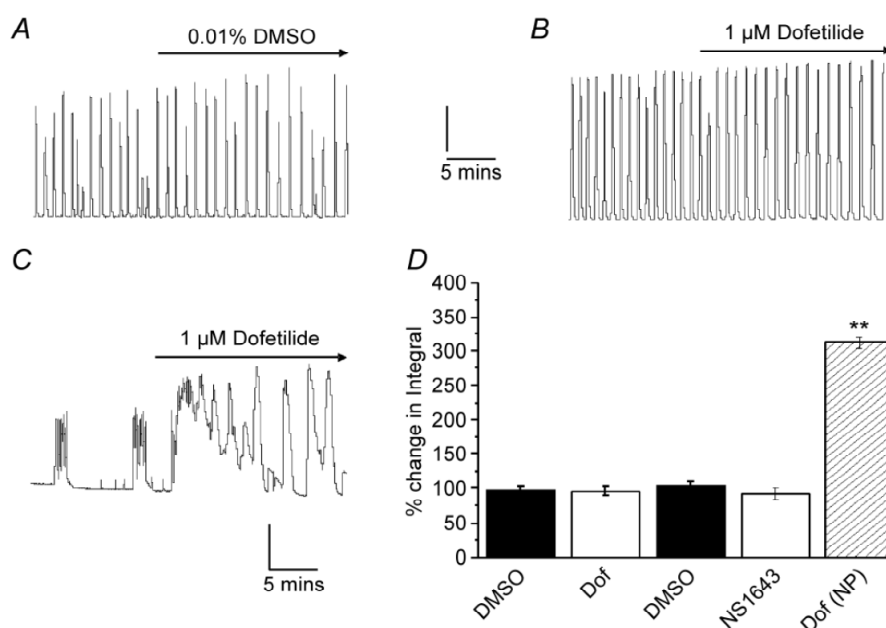 A
0.01% DMSO
B
1 µM Dofetilide
5 mins
C
1 µM Dofetilide
5 mins
D
% change in Integral
400
350
300
250
200
150
100
50
0
**
DMSO
Dof
DMSO
NS1643
Dof (NP)